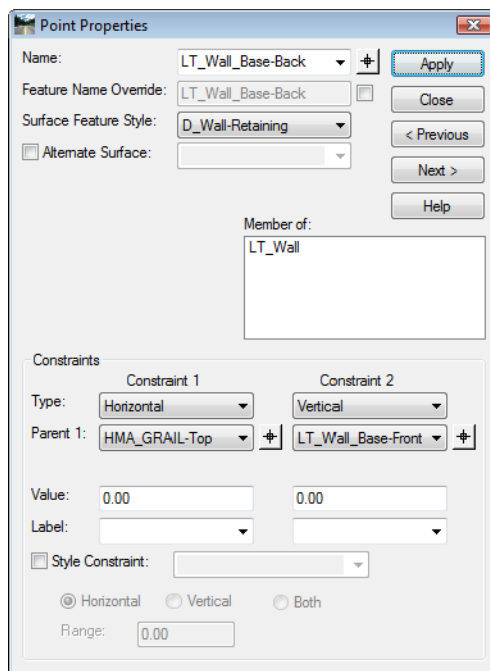 Point Properties
Name: LT_Wall_Base-Back Apply
Feature Name Override: LT_Wall_Base-Back Close
Surface Feature Style: D_Wall-Retaining < Previous
Alternate Surface: Next >
Help
Member of:
LT_Wall
Constraints
Constraint 1 Constraint 2
Type: Horizontal Vertical
Parent 1: HMA_GRAIL-Top LT_Wall_Base-Front
Value: 0.00 0.00
Label:
Style Constraint:
Horizontal Vertical Both
Range: 0.00